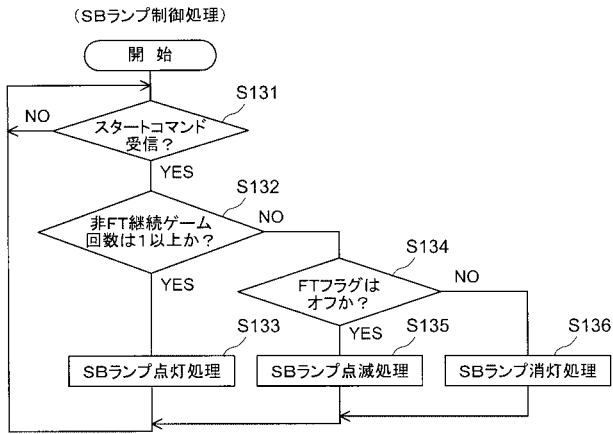 (SBランプ制御処理)
開 始
S131
NO
スタートコマンド
受信?
YES
S132
非FT継続ゲーム
回数は1以上か?
NO
S134
YES
FTフラグは
オフか?
NO
S133
YES
S135
S136
SBランプ点灯処理
SBランプ点滅処理
SBランプ消灯処理